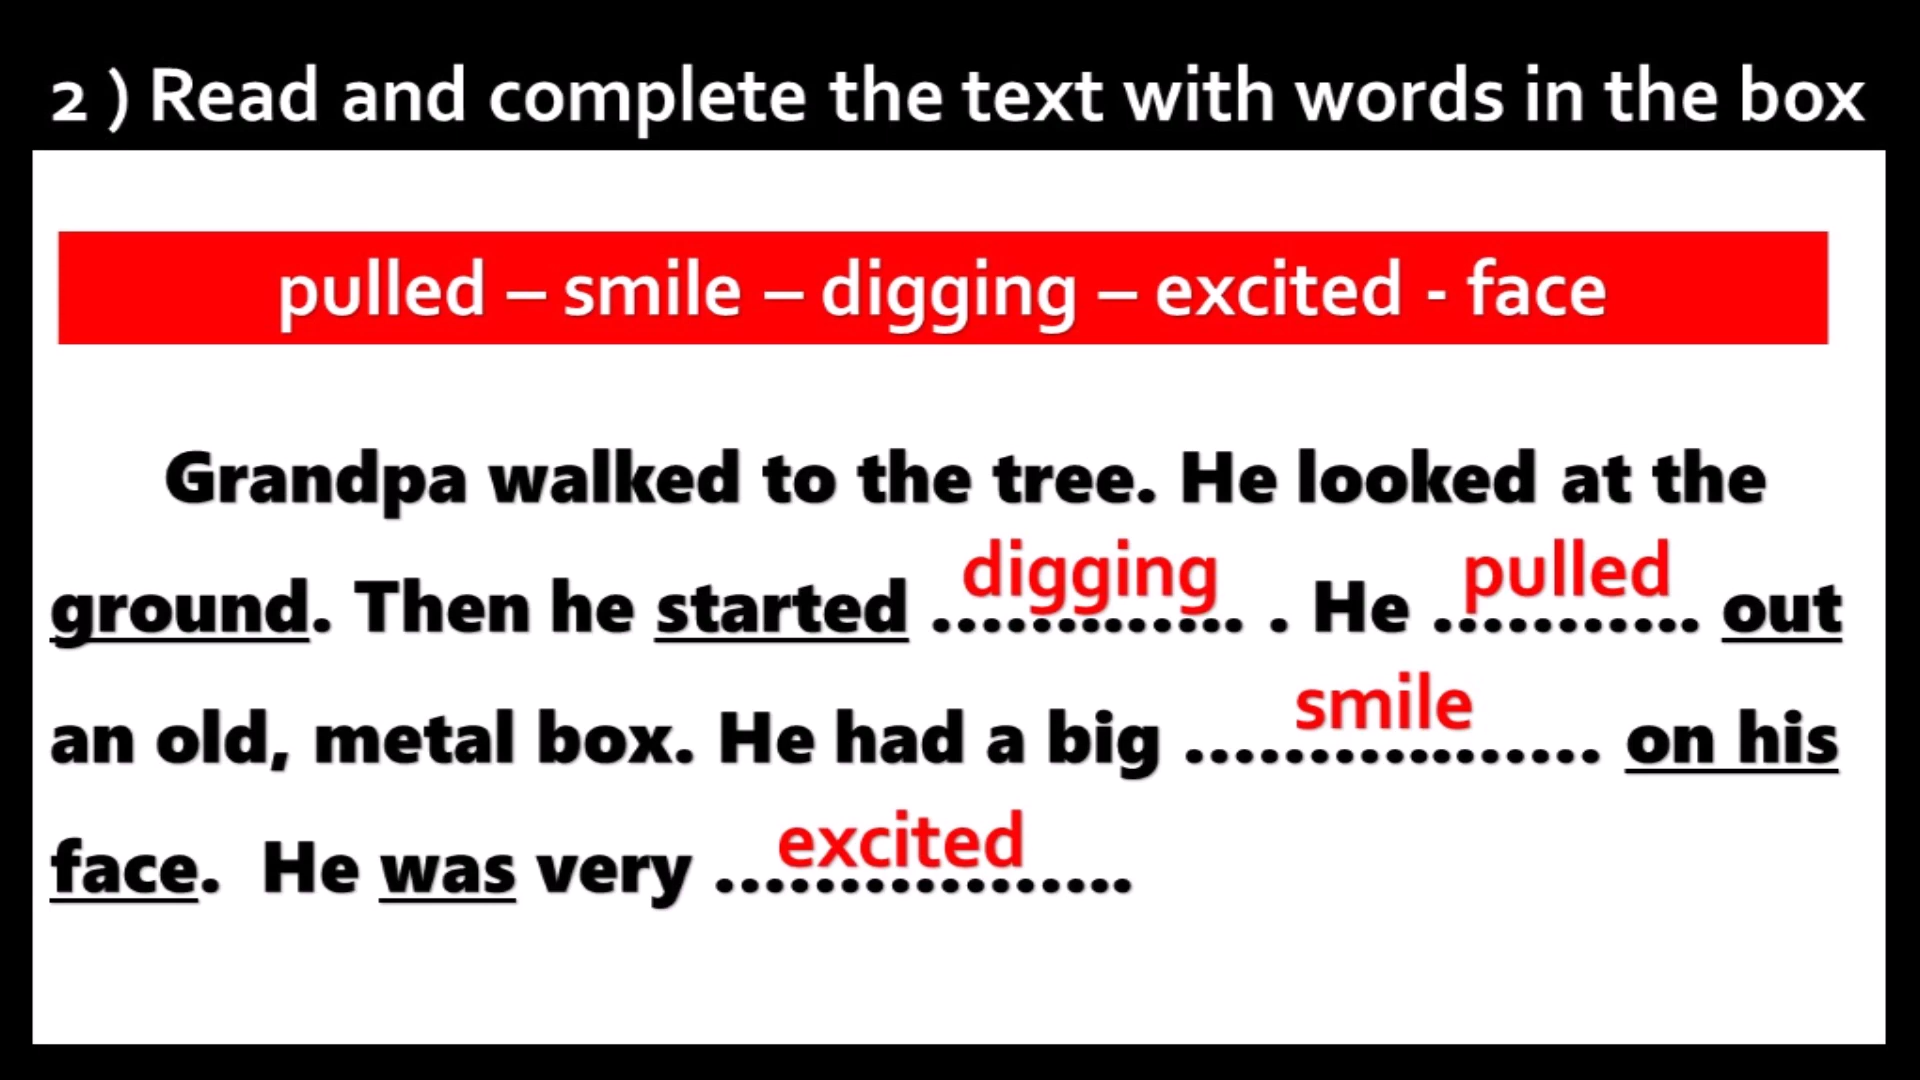 2 ) Read and complete the text with words in the box
pulled – smile – digging – excited - face
Grandpa walked to the tree. He looked at the
digging pulled
ground. Then he started ............. . He ........... out
smile
an old, metal box. He had a big ................. on his
excited
face. He was very .................